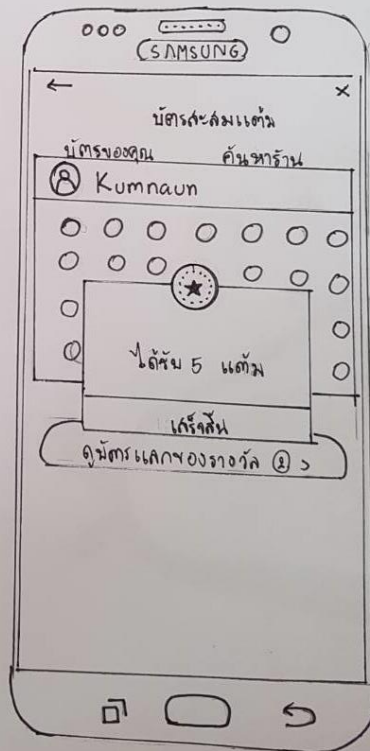 SAMSUNG
← ×
บัตรสะสมแต้ม
บัตรของคุณ ค้นหาร้าน
Kumnaun
ได้รับ 5 แต้ม
เสร็จสิ้น
ดูบัตรแลกของรางวัล 2 >